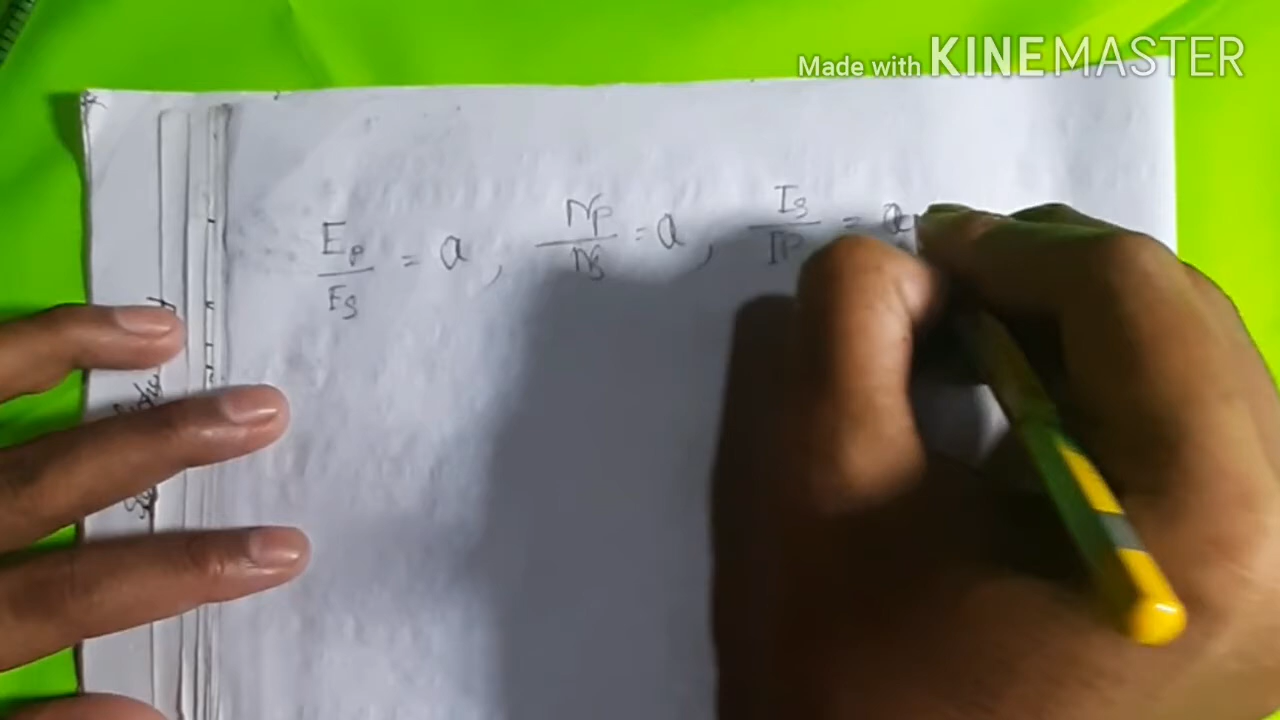 Made with KINEMASTER
Ep/Es = a, Np/Ns = a, Is/Ip = a